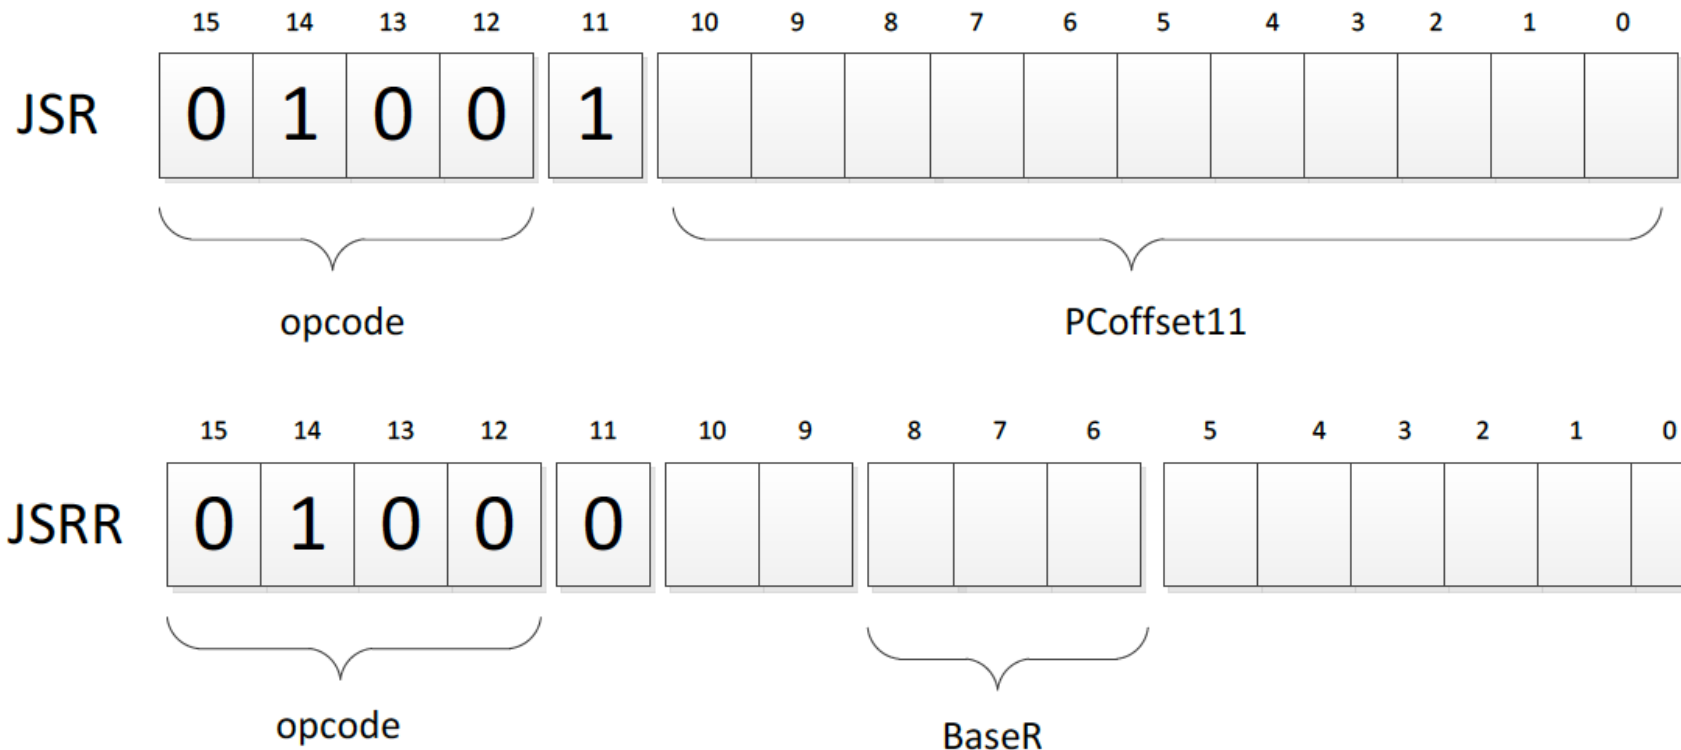 15 14 13 12 11 10 9 8 7 6 5 4 3 2 1 0
JSR 0 1 0 0 1
opcode PCoffset11
15 14 13 12 11 10 9 8 7 6 5 4 3 2 1 0
JSRR 0 1 0 0 0
opcode BaseR